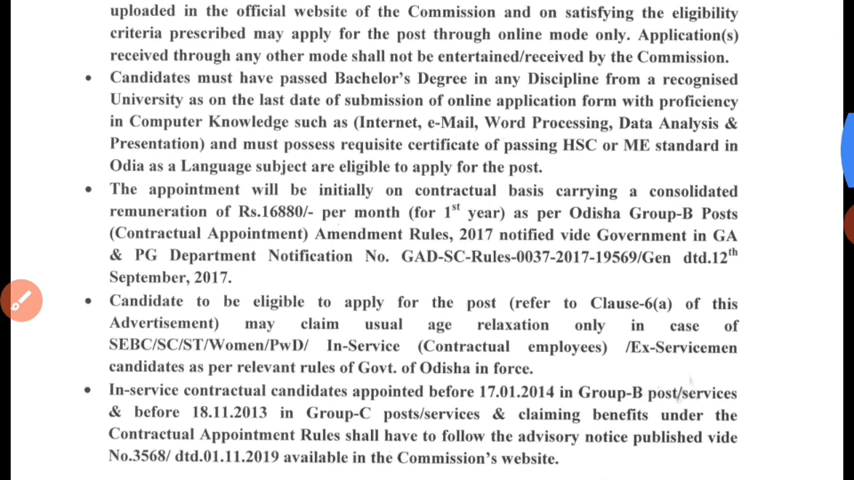 uploaded in the official website of the Commission and on satisfying the eligibility
criteria prescribed may apply for the post through online mode only. Application(s)
received through any other mode shall not be entertained/received by the Commission.
• Candidates must have passed Bachelor's Degree in any Discipline from a recognised
University as on the last date of submission of online application form with proficiency
in Computer Knowledge such as (Internet, e-Mail, Word Processing, Data Analysis &
Presentation) and must possess requisite certificate of passing HSC or ME standard in
Odia as a Language subject are eligible to apply for the post.
• The appointment will be initially on contractual basis carrying a consolidated
remuneration of Rs.16880/- per month (for 1st year) as per Odisha Group-B Posts
(Contractual Appointment) Amendment Rules, 2017 notified vide Government in GA
& PG Department Notification No. GAD-SC-Rules-0037-2017-19569/Gen dtd.12th
September, 2017.
• Candidate to be eligible to apply for the post (refer to Clause-6(a) of this
Advertisement) may claim usual age relaxation only in case of
SEBC/SC/ST/Women/PwD/ In-Service (Contractual employees) /Ex-Servicemen
candidates as per relevant rules of Govt. of Odisha in force.
• In-service contractual candidates appointed before 17.01.2014 in Group-B post/services
& before 18.11.2013 in Group-C posts/services & claiming benefits under the
Contractual Appointment Rules shall have to follow the advisory notice published vide
No.3568/ dtd.01.11.2019 available in the Commission's website.